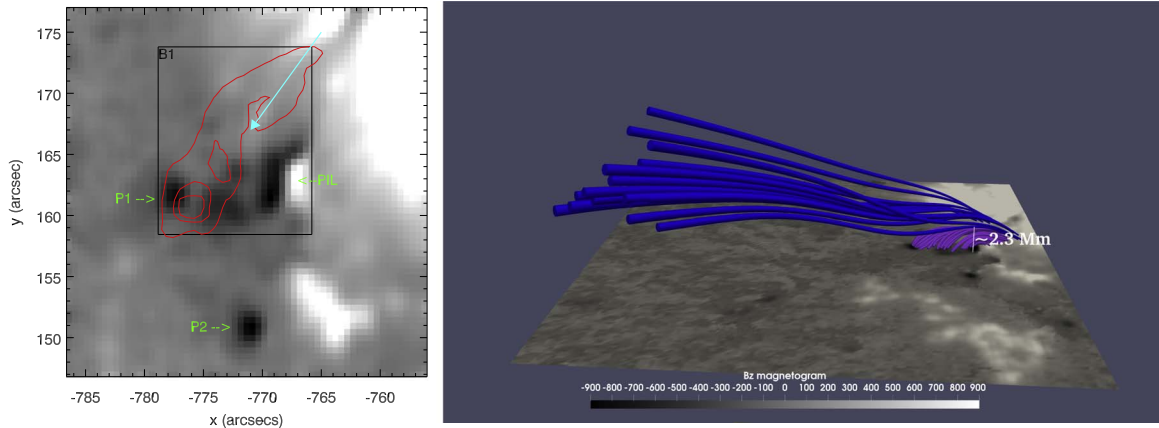 175
170
165
160
155
150
y (arcsec)
B1
P1 -->
<- PIL
P2 -->
-785 -780 -775 -770 -765 -760
x (arcsecs)
~2.3 Mm
Bz magnetogram
-900 -800 -700 -600 -500 -400 -300 -200 -100 0 100 200 300 400 500 600 700 800 900